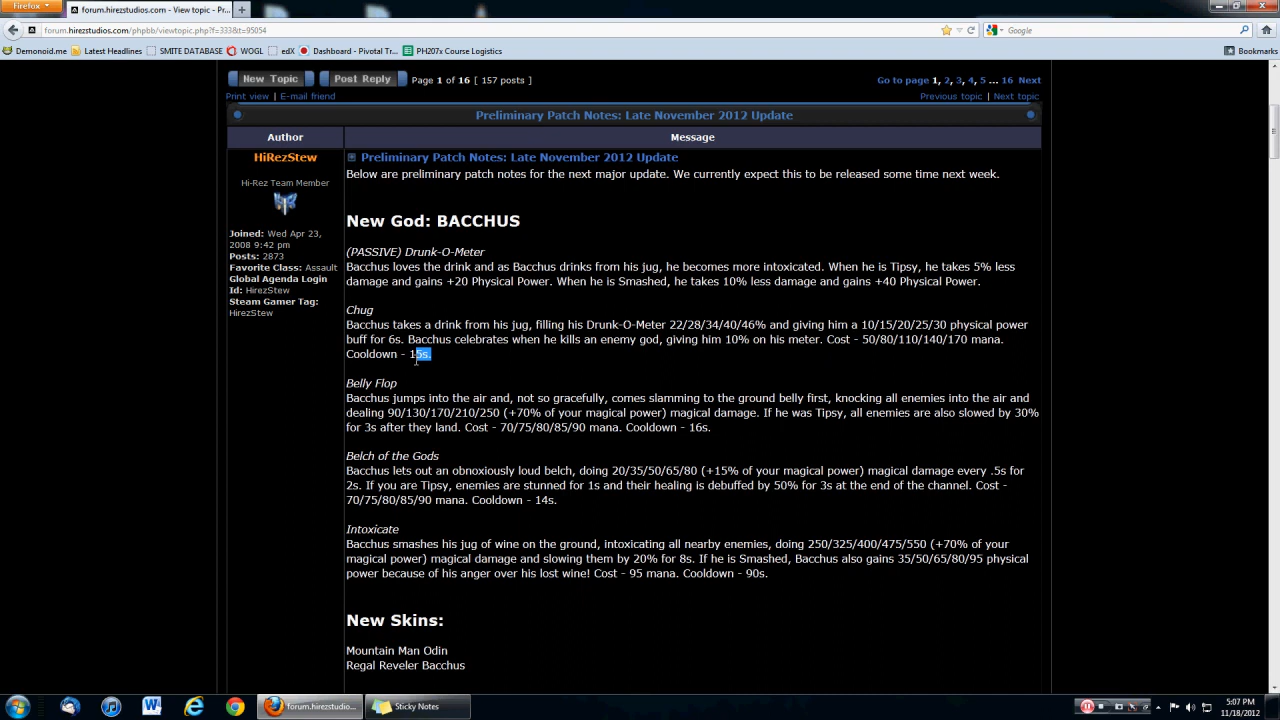 Firefox
forum.hirezstudios.com - View topic - Pr...
forum.hirezstudios.com/phpbb/viewtopic.php?f=333&t=95054
Google
Demonoid.me
Latest Headlines
SMITE DATABASE
WOGL
edX
Dashboard - Pivotal Tr...
PH207x Course Logistics
Bookmarks
New Topic
Post Reply
Page 1 of 16 [ 157 posts ]
Go to page 1, 2, 3, 4, 5 ... 16 Next
Print view | E-mail friend
Previous topic | Next topic
Preliminary Patch Notes: Late November 2012 Update
Author
Message
HiRezStew
Hi-Rez Team Member
Joined: Wed Apr 23,
2008 9:42 pm
Posts: 2873
Favorite Class: Assault
Global Agenda Login
Id: HirezStew
Steam Gamer Tag:
HirezStew
Preliminary Patch Notes: Late November 2012 Update
Below are preliminary patch notes for the next major update. We currently expect this to be released some time next week.
New God: BACCHUS
(PASSIVE) Drunk-O-Meter
Bacchus loves the drink and as Bacchus drinks from his jug, he becomes more intoxicated. When he is Tipsy, he takes 5% less
damage and gains +20 Physical Power. When he is Smashed, he takes 10% less damage and gains +40 Physical Power.
Chug
Bacchus takes a drink from his jug, filling his Drunk-O-Meter 22/28/34/40/46% and giving him a 10/15/20/25/30 physical power
buff for 6s. Bacchus celebrates when he kills an enemy god, giving him 10% on his meter. Cost - 50/80/110/140/170 mana.
Cooldown - 15s.
Belly Flop
Bacchus jumps into the air and, not so gracefully, comes slamming to the ground belly first, knocking all enemies into the air and
dealing 90/130/170/210/250 (+70% of your magical power) magical damage. If he was Tipsy, all enemies are also slowed by 30%
for 3s after they land. Cost - 70/75/80/85/90 mana. Cooldown - 16s.
Belch of the Gods
Bacchus lets out an obnoxiously loud belch, doing 20/35/50/65/80 (+15% of your magical power) magical damage every .5s for
2s. If you are Tipsy, enemies are stunned for 1s and their healing is debuffed by 50% for 3s at the end of the channel. Cost -
70/75/80/85/90 mana. Cooldown - 14s.
Intoxicate
Bacchus smashes his jug of wine on the ground, intoxicating all nearby enemies, doing 250/325/400/475/550 (+70% of your
magical power) magical damage and slowing them by 20% for 8s. If he is Smashed, Bacchus also gains 35/50/65/80/95 physical
power because of his anger over his lost wine! Cost - 95 mana. Cooldown - 90s.
New Skins:
Mountain Man Odin
Regal Reveler Bacchus
forum.hirezstudio...
Sticky Notes
5:07 PM
11/18/2012